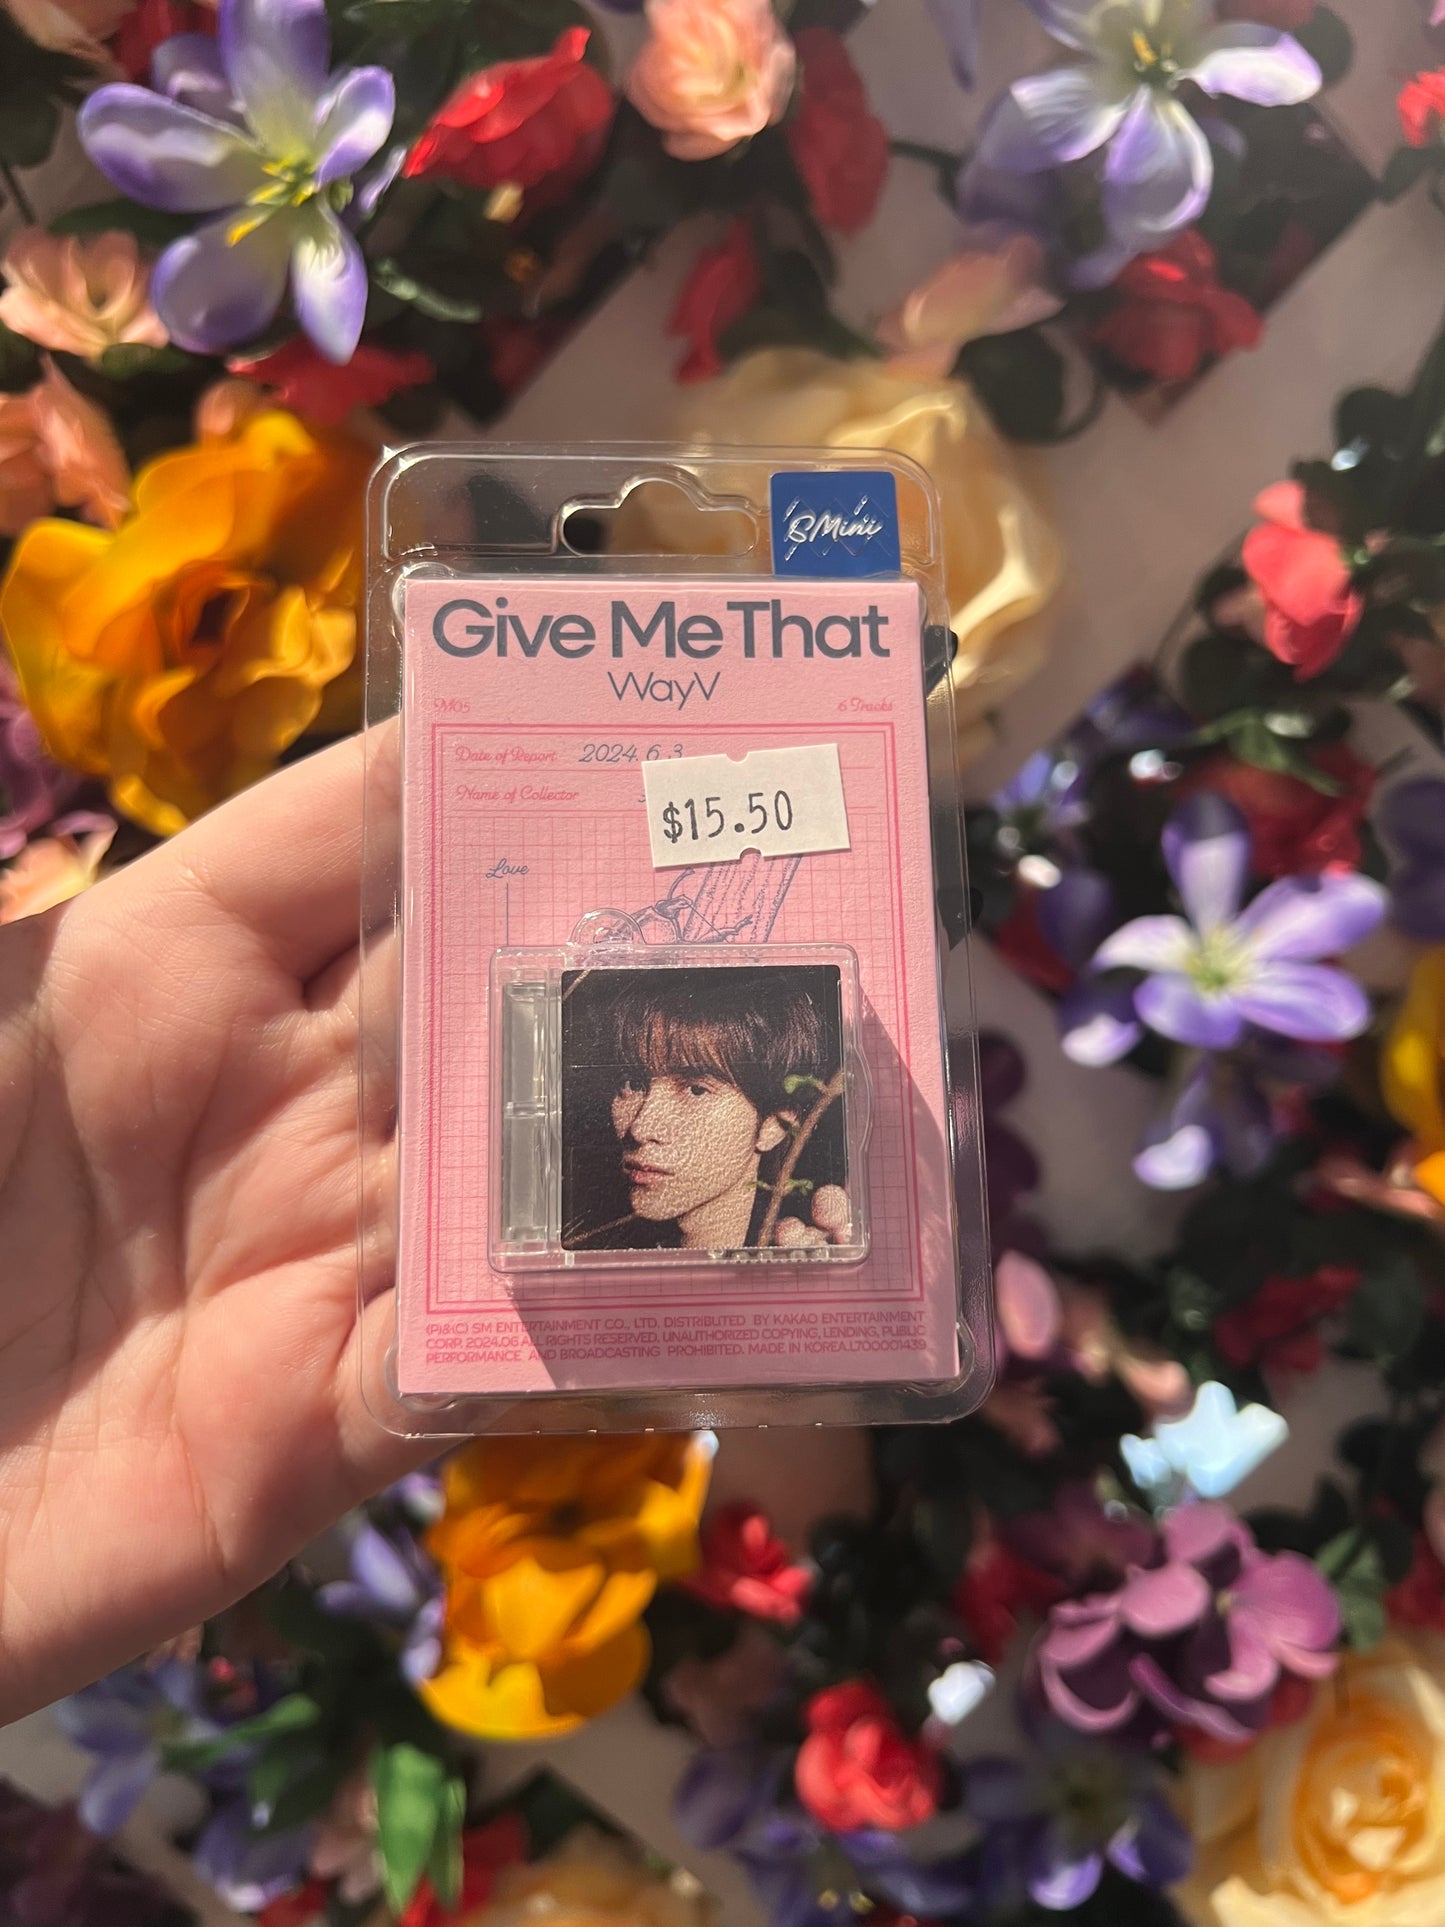 SMini
Give Me That
WayV
M05
6 Tracks
Date of Report 2024. 6. 3
Name of Collector
$15.50
Love
(P)&(C) SM ENTERTAINMENT CO., LTD. DISTRIBUTED BY KAKAO ENTERTAINMENT
CORP. 2024.06 ALL RIGHTS RESERVED. UNAUTHORIZED COPYING, LENDING, PUBLIC
PERFORMANCE AND BROADCASTING PROHIBITED. MADE IN KOREA.L700001439